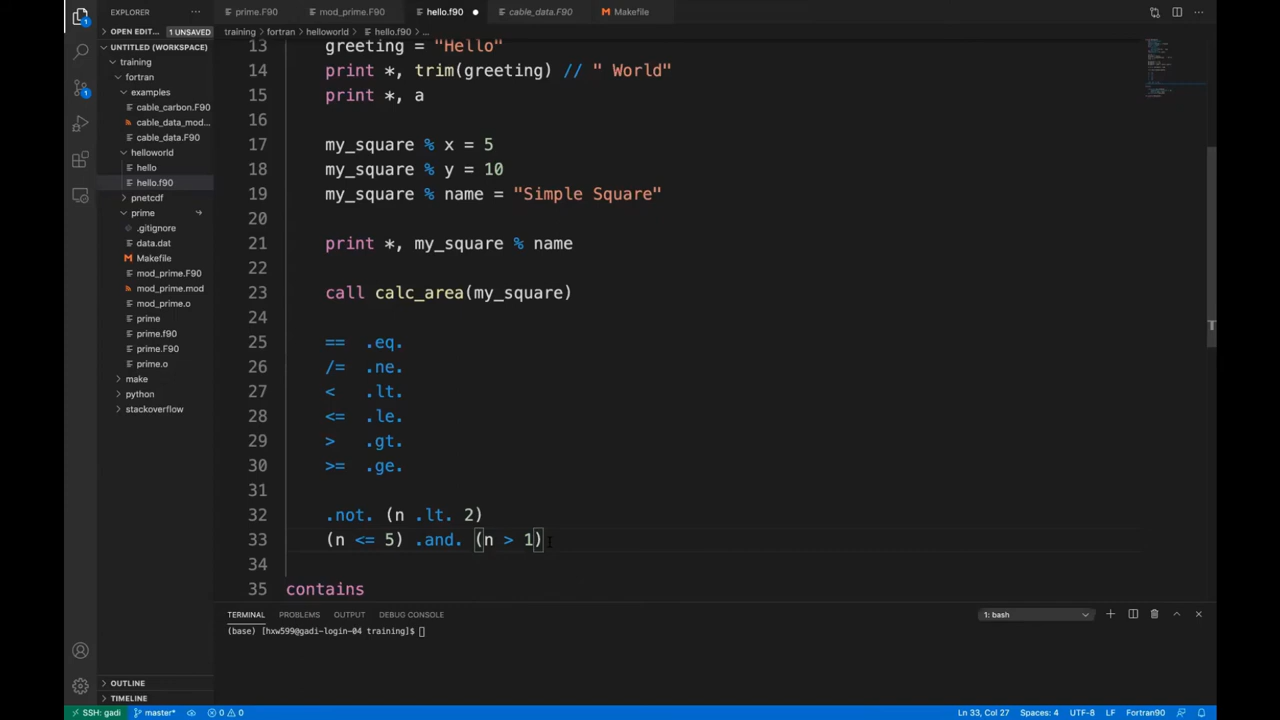 EXPLORER
prime.F90
mod_prime.F90
hello.f90
cable_data.F90
Makefile
OPEN EDIT... 1 UNSAVED
training > fortran > helloworld > hello.f90 ...
UNTITLED (WORKSPACE)
training
fortran
examples
cable_carbon.F90
cable_data_mod...
cable_data.F90
helloworld
hello
hello.f90
pnetcdf
prime
.gitignore
data.dat
Makefile
mod_prime.F90
mod_prime.mod
mod_prime.o
prime
prime.f90
prime.F90
prime.o
make
python
stackoverflow
OUTLINE
TIMELINE
13 greeting = "Hello"
14 print *, trim(greeting) // " World"
15 print *, a
16
17 my_square % x = 5
18 my_square % y = 10
19 my_square % name = "Simple Square"
20
21 print *, my_square % name
22
23 call calc_area(my_square)
24
25 == .eq.
26 /= .ne.
27 < .lt.
28 <= .le.
29 > .gt.
30 >= .ge.
31
32 .not. (n .lt. 2)
33 (n <= 5) .and. (n > 1)
34
35 contains
TERMINAL PROBLEMS OUTPUT DEBUG CONSOLE 1: bash
(base) [hxw599@gadi-login-04 training]$
1
1
SSH: gadi master* 0 0 Ln 33, Col 27 Spaces: 4 UTF-8 LF Fortran90